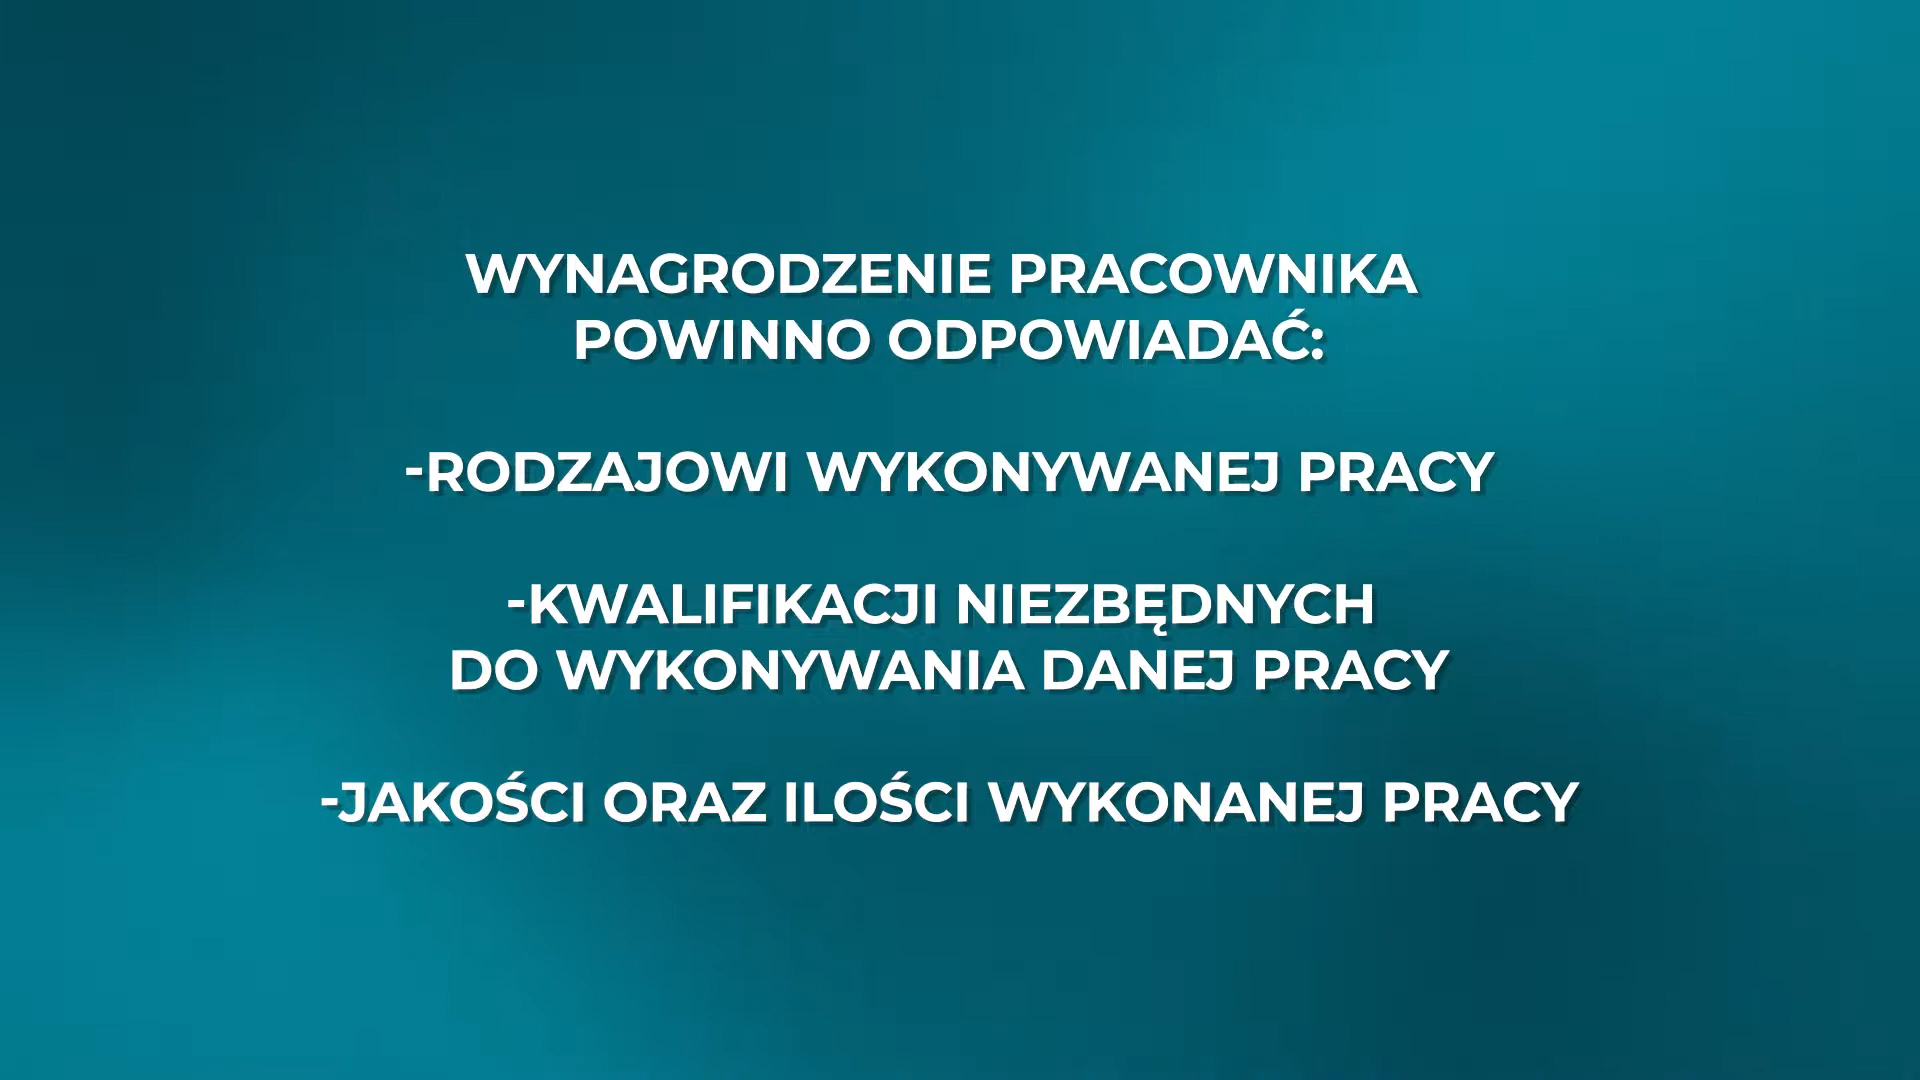 WYNAGRODZENIE PRACOWNIKA
POWINNO ODPOWIADAĆ:
-RODZAJOWI WYKONYWANEJ PRACY
-KWALIFIKACJI NIEZBĘDNYCH
DO WYKONYWANIA DANEJ PRACY
-JAKOŚCI ORAZ ILOŚCI WYKONANEJ PRACY